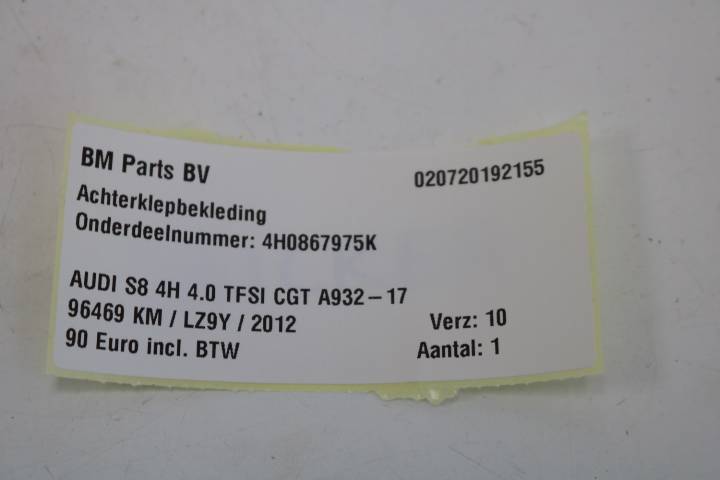 BM Parts BV
020720192155
Achterklepbekleding
Onderdeelnummer: 4H0867975K
AUDI S8 4H 4.0 TFSI CGT A932-17
96469 KM / LZ9Y / 2012
Verz: 10
90 Euro incl. BTW
Aantal: 1